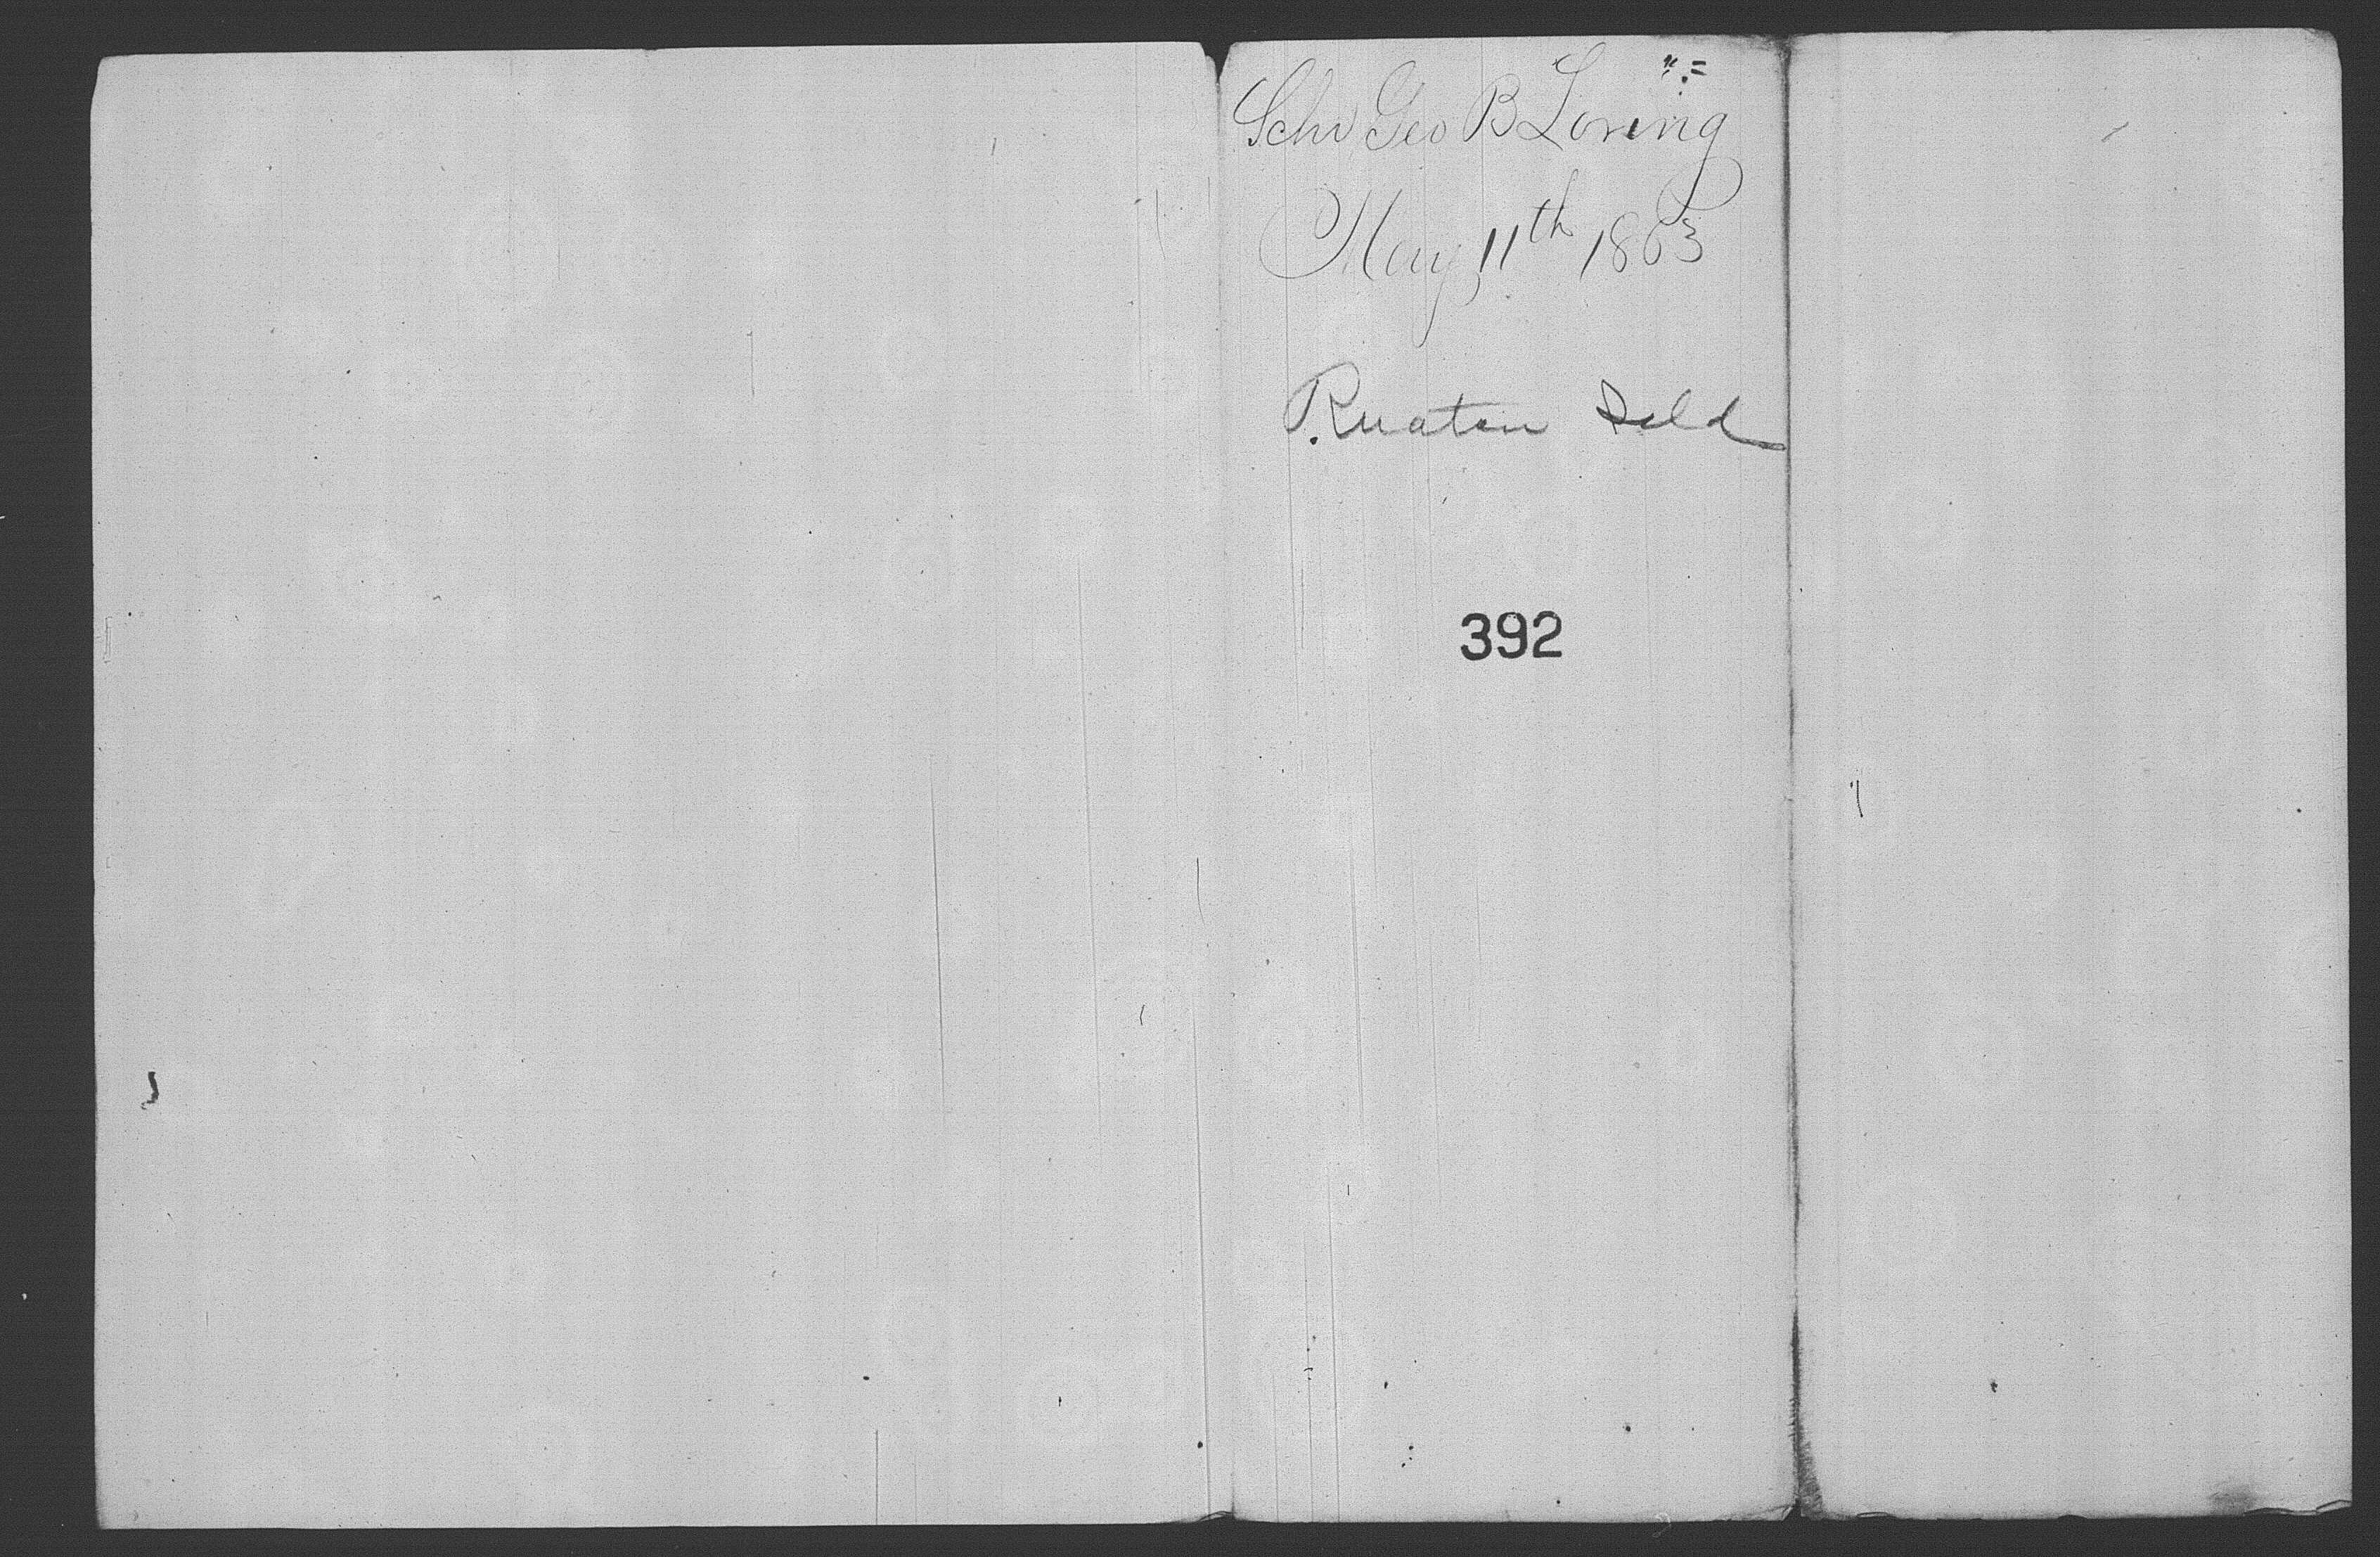 Schr Geo B Loring
May 11th 1863
Ruatan Isld
392